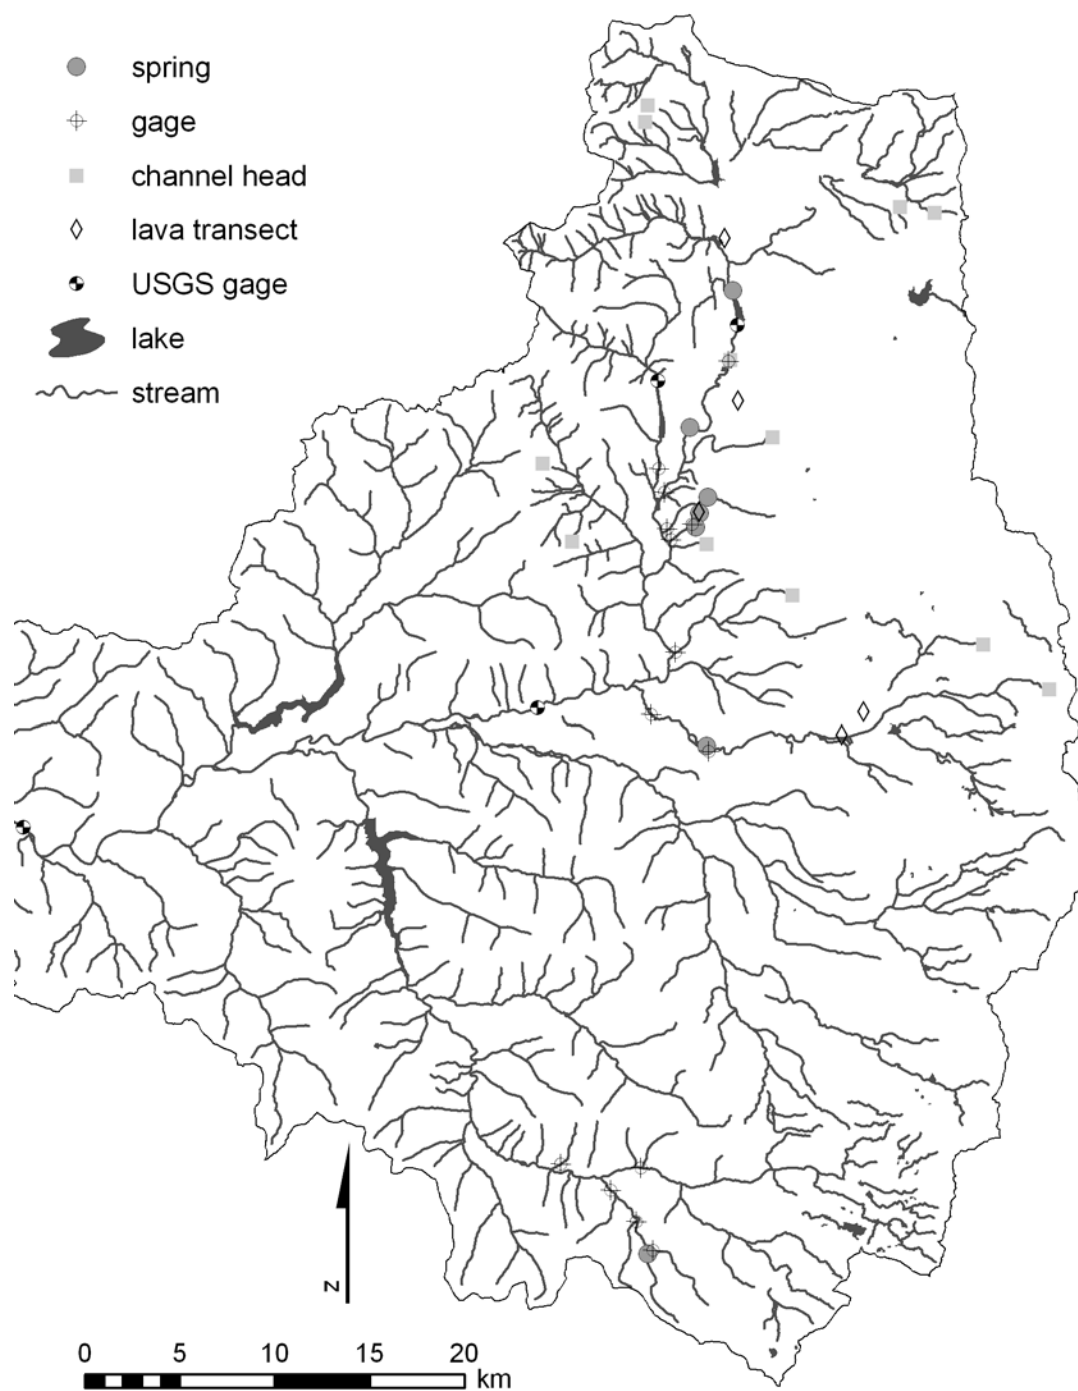 spring
gage
channel head
lava transect
USGS gage
lake
stream
N
0 5 10 15 20
km